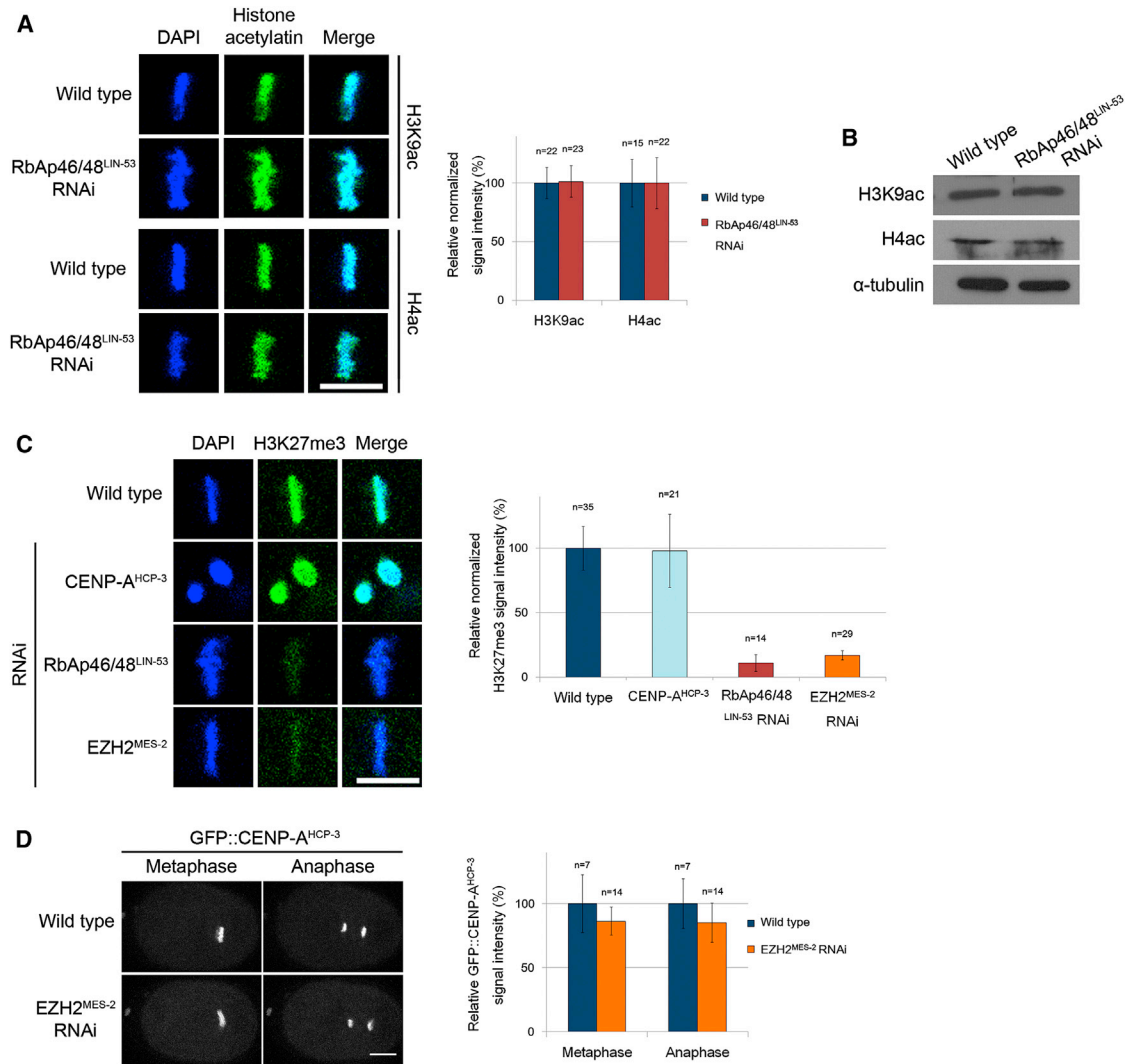 A
DAPI
Histone
acetylatin
Merge
Wild type
RbAp46/48LIN-53
RNAi
H3K9ac
Wild type
RbAp46/48LIN-53
RNAi
H4ac
Relative normalized
signal intensity (%)
100
50
0
n=22
n=23
n=15
n=22
H3K9ac
H4ac
Wild type
RbAp46/48LIN-53
RNAi
B
Wild type
RbAp46/48LIN-53
RNAi
H3K9ac
H4ac
α-tubulin
C
DAPI
H3K27me3
Merge
Wild type
RNAi
CENP-AHCP-3
RbAp46/48LIN-53
EZH2MES-2
Relative normalized
H3K27me3 signal intensity (%)
100
50
0
n=35
n=21
n=14
n=29
Wild type
CENP-AHCP-3
RbAp46/48
LIN-53 RNAi
EZH2MES-2
RNAi
D
GFP::CENP-AHCP-3
Metaphase
Anaphase
Wild type
EZH2MES-2
RNAi
Relative GFP::CENP-AHCP-3
signal intensity (%)
100
50
0
n=7
n=14
n=7
n=14
Metaphase
Anaphase
Wild type
EZH2MES-2 RNAi